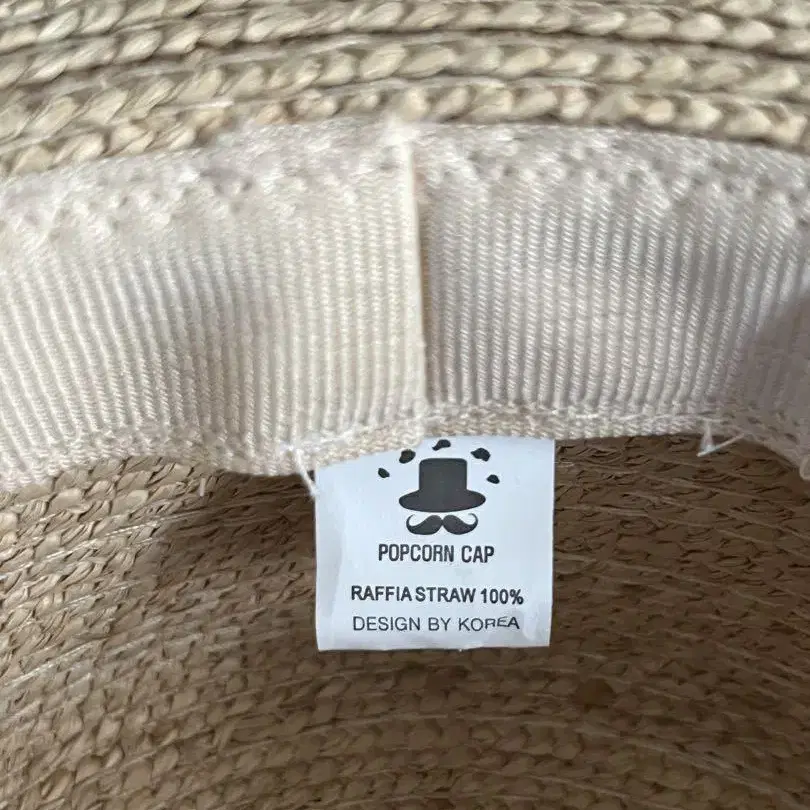 POPCORN CAP
RAFFIA STRAW 100%
DESIGN BY KOREA